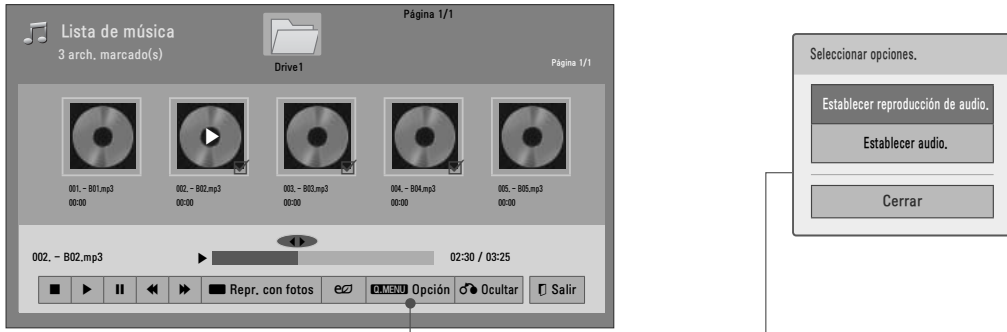 Página 1/1
Lista de música
3 arch. marcado(s)
Drive1
Página 1/1
001. - B01.mp3
00:00
002. - B02.mp3
00:00
003. - B03.mp3
00:00
004. - B04.mp3
00:00
005. - B05.mp3
00:00
002. - B02.mp3
02:30 / 03:25
Repr. con fotos
Q.MENU Opción
Ocultar
Salir
Seleccionar opciones.
Establecer reproducción de audio.
Establecer audio.
Cerrar